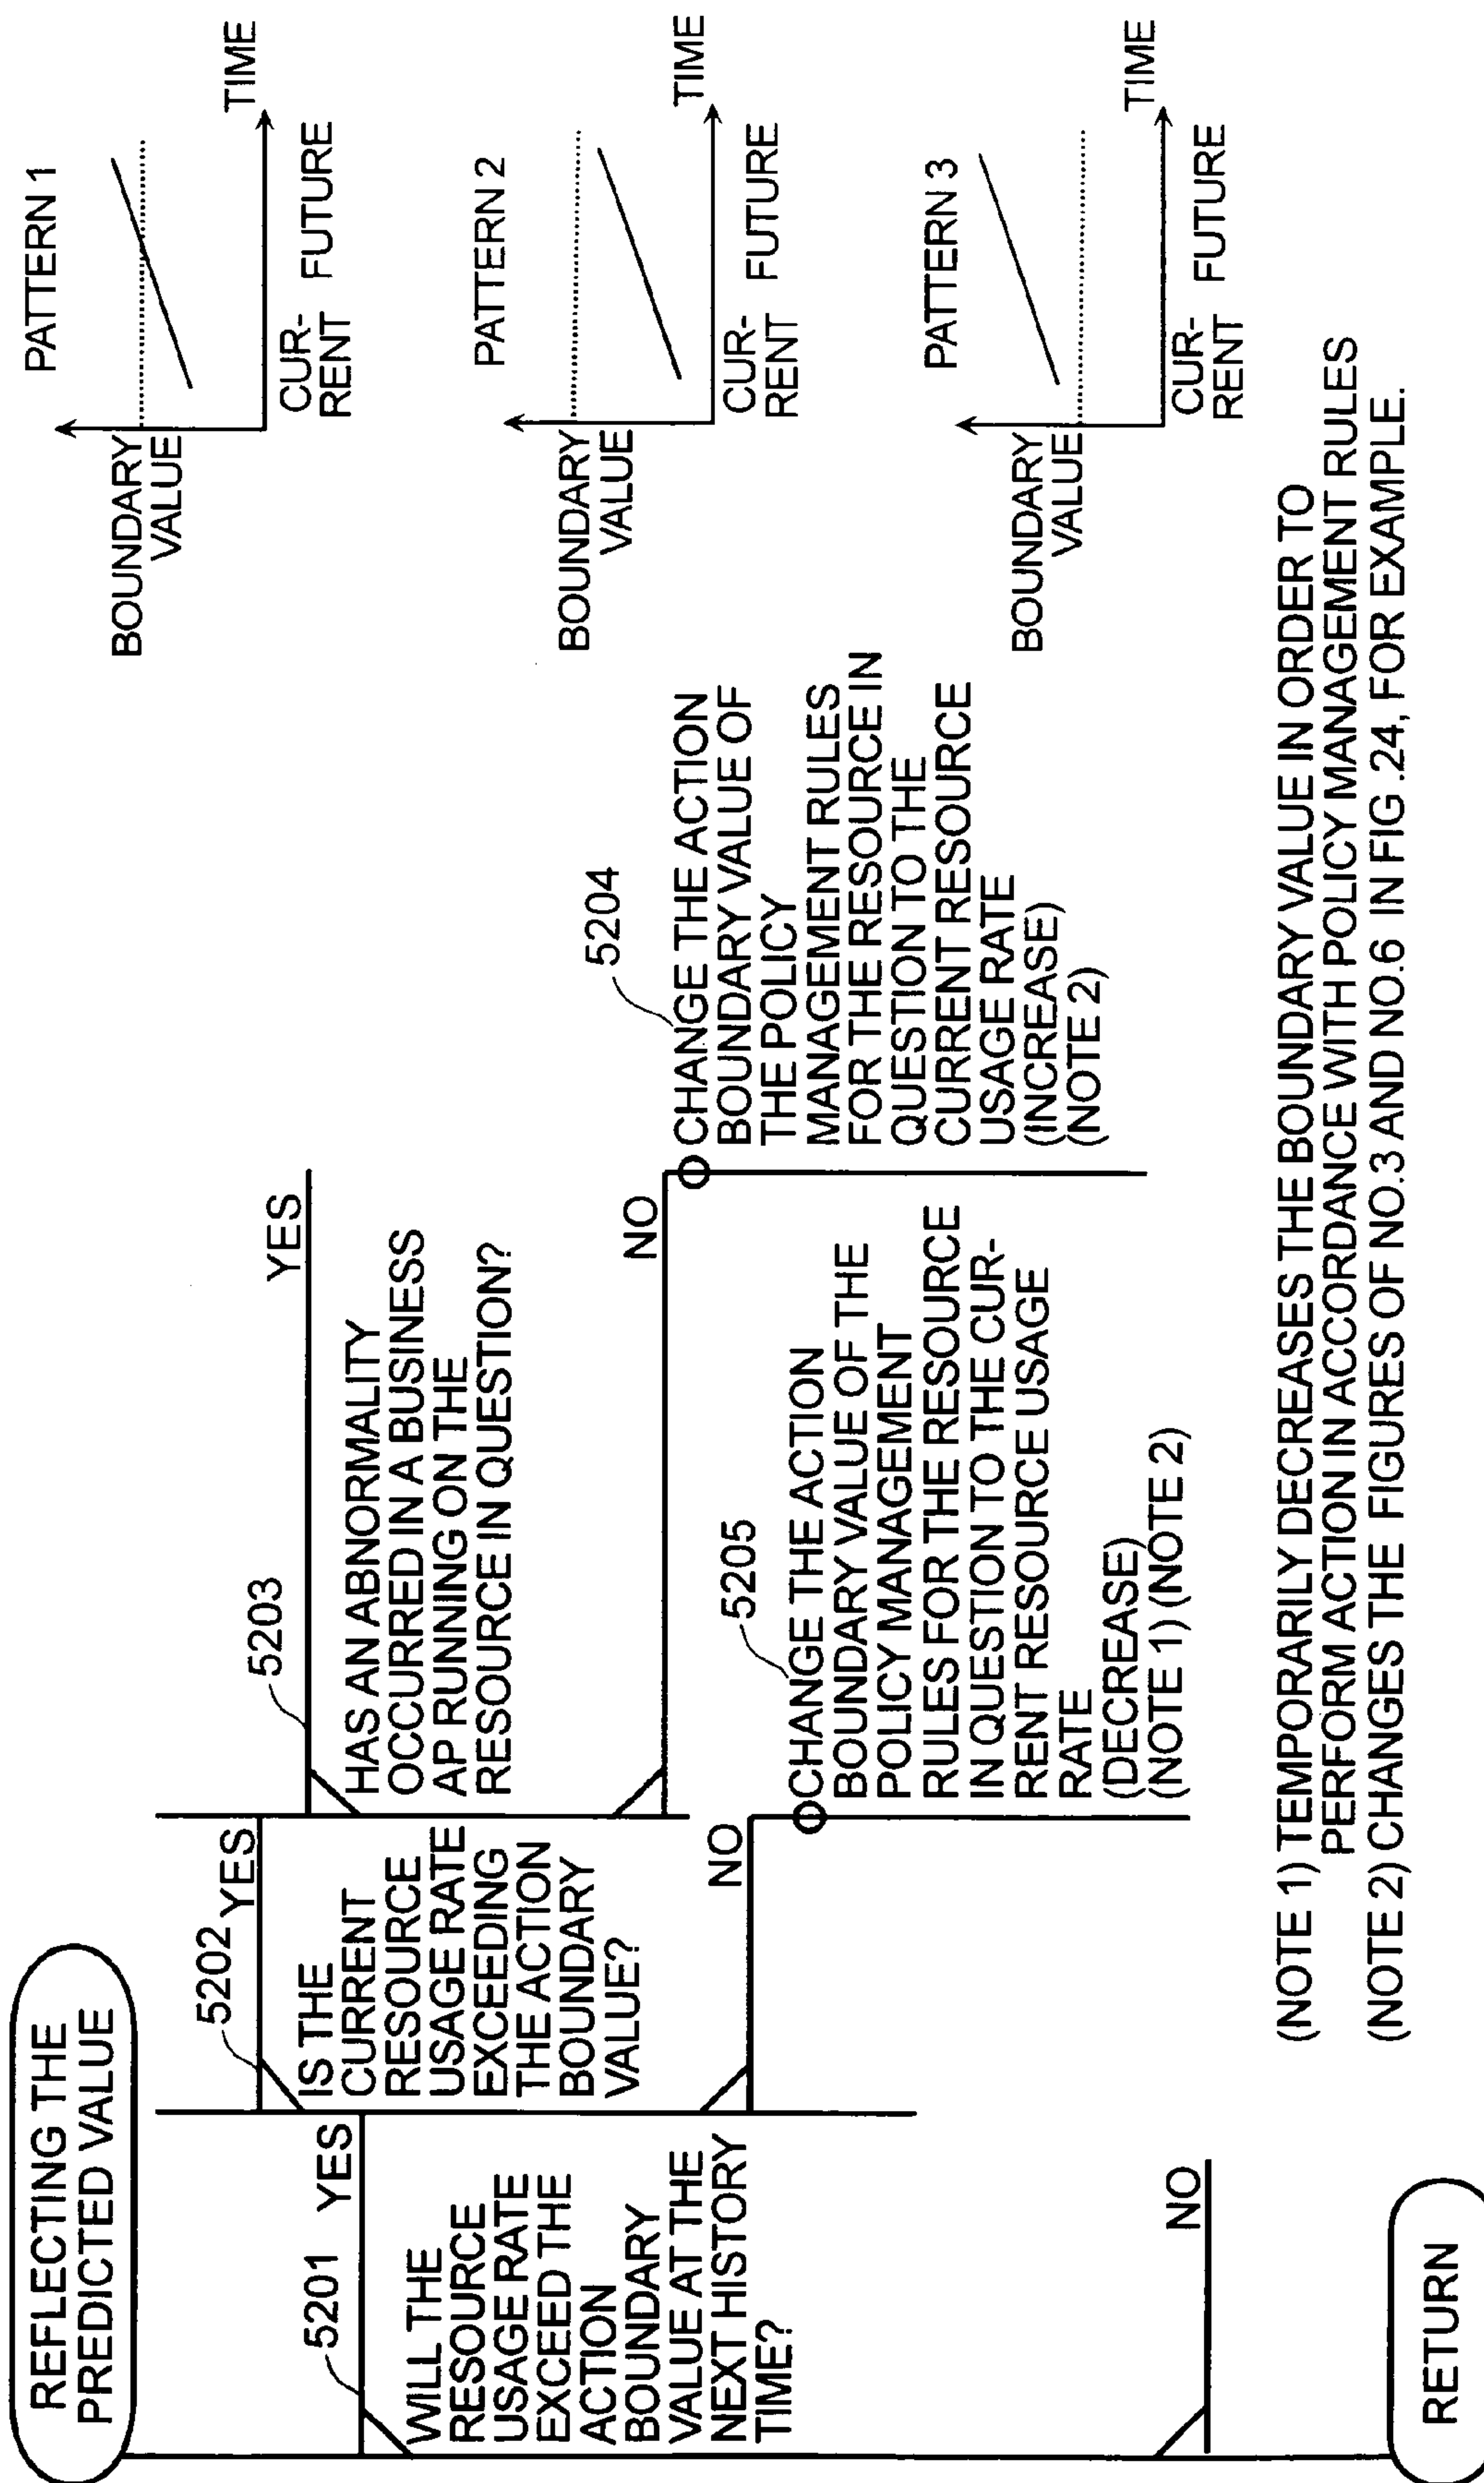 REFLECTING THE
PREDICTED VALUE
5201
YES
WILL THE
RESOURCE
USAGE RATE
EXCEED THE
ACTION
BOUNDARY
VALUE AT THE
NEXT HISTORY
TIME?
NO
RETURN
5202
YES
IS THE
CURRENT
RESOURCE
USAGE RATE
EXCEEDING
THE ACTION
BOUNDARY
VALUE?
NO
5203
YES
HAS AN ABNORMALITY
OCCURRED IN A BUSINESS
AP RUNNING ON THE
RESOURCE IN QUESTION?
NO
5204
CHANGE THE ACTION
BOUNDARY VALUE OF
THE POLICY
MANAGEMENT RULES
FOR THE RESOURCE IN
QUESTION TO THE
CURRENT RESOURCE
USAGE RATE
(INCREASE)
(NOTE 2)
5205
CHANGE THE ACTION
BOUNDARY VALUE OF THE
POLICY MANAGEMENT
RULES FOR THE RESOURCE
IN QUESTION TO THE CUR-
RENT RESOURCE USAGE
RATE
(DECREASE)
(NOTE 1) (NOTE 2)
PATTERN 1
BOUNDARY
VALUE
TIME
CUR-
RENT
FUTURE
PATTERN 2
BOUNDARY
VALUE
TIME
CUR-
RENT
FUTURE
PATTERN 3
BOUNDARY
VALUE
TIME
CUR-
RENT
FUTURE
(NOTE 1) TEMPORARILY DECREASES THE BOUNDARY VALUE IN ORDER TO
PERFORM ACTION IN ACCORDANCE WITH POLICY MANAGEMENT RULES
(NOTE 2) CHANGES THE FIGURES OF NO.3 AND NO.6 IN FIG .24, FOR EXAMPLE.